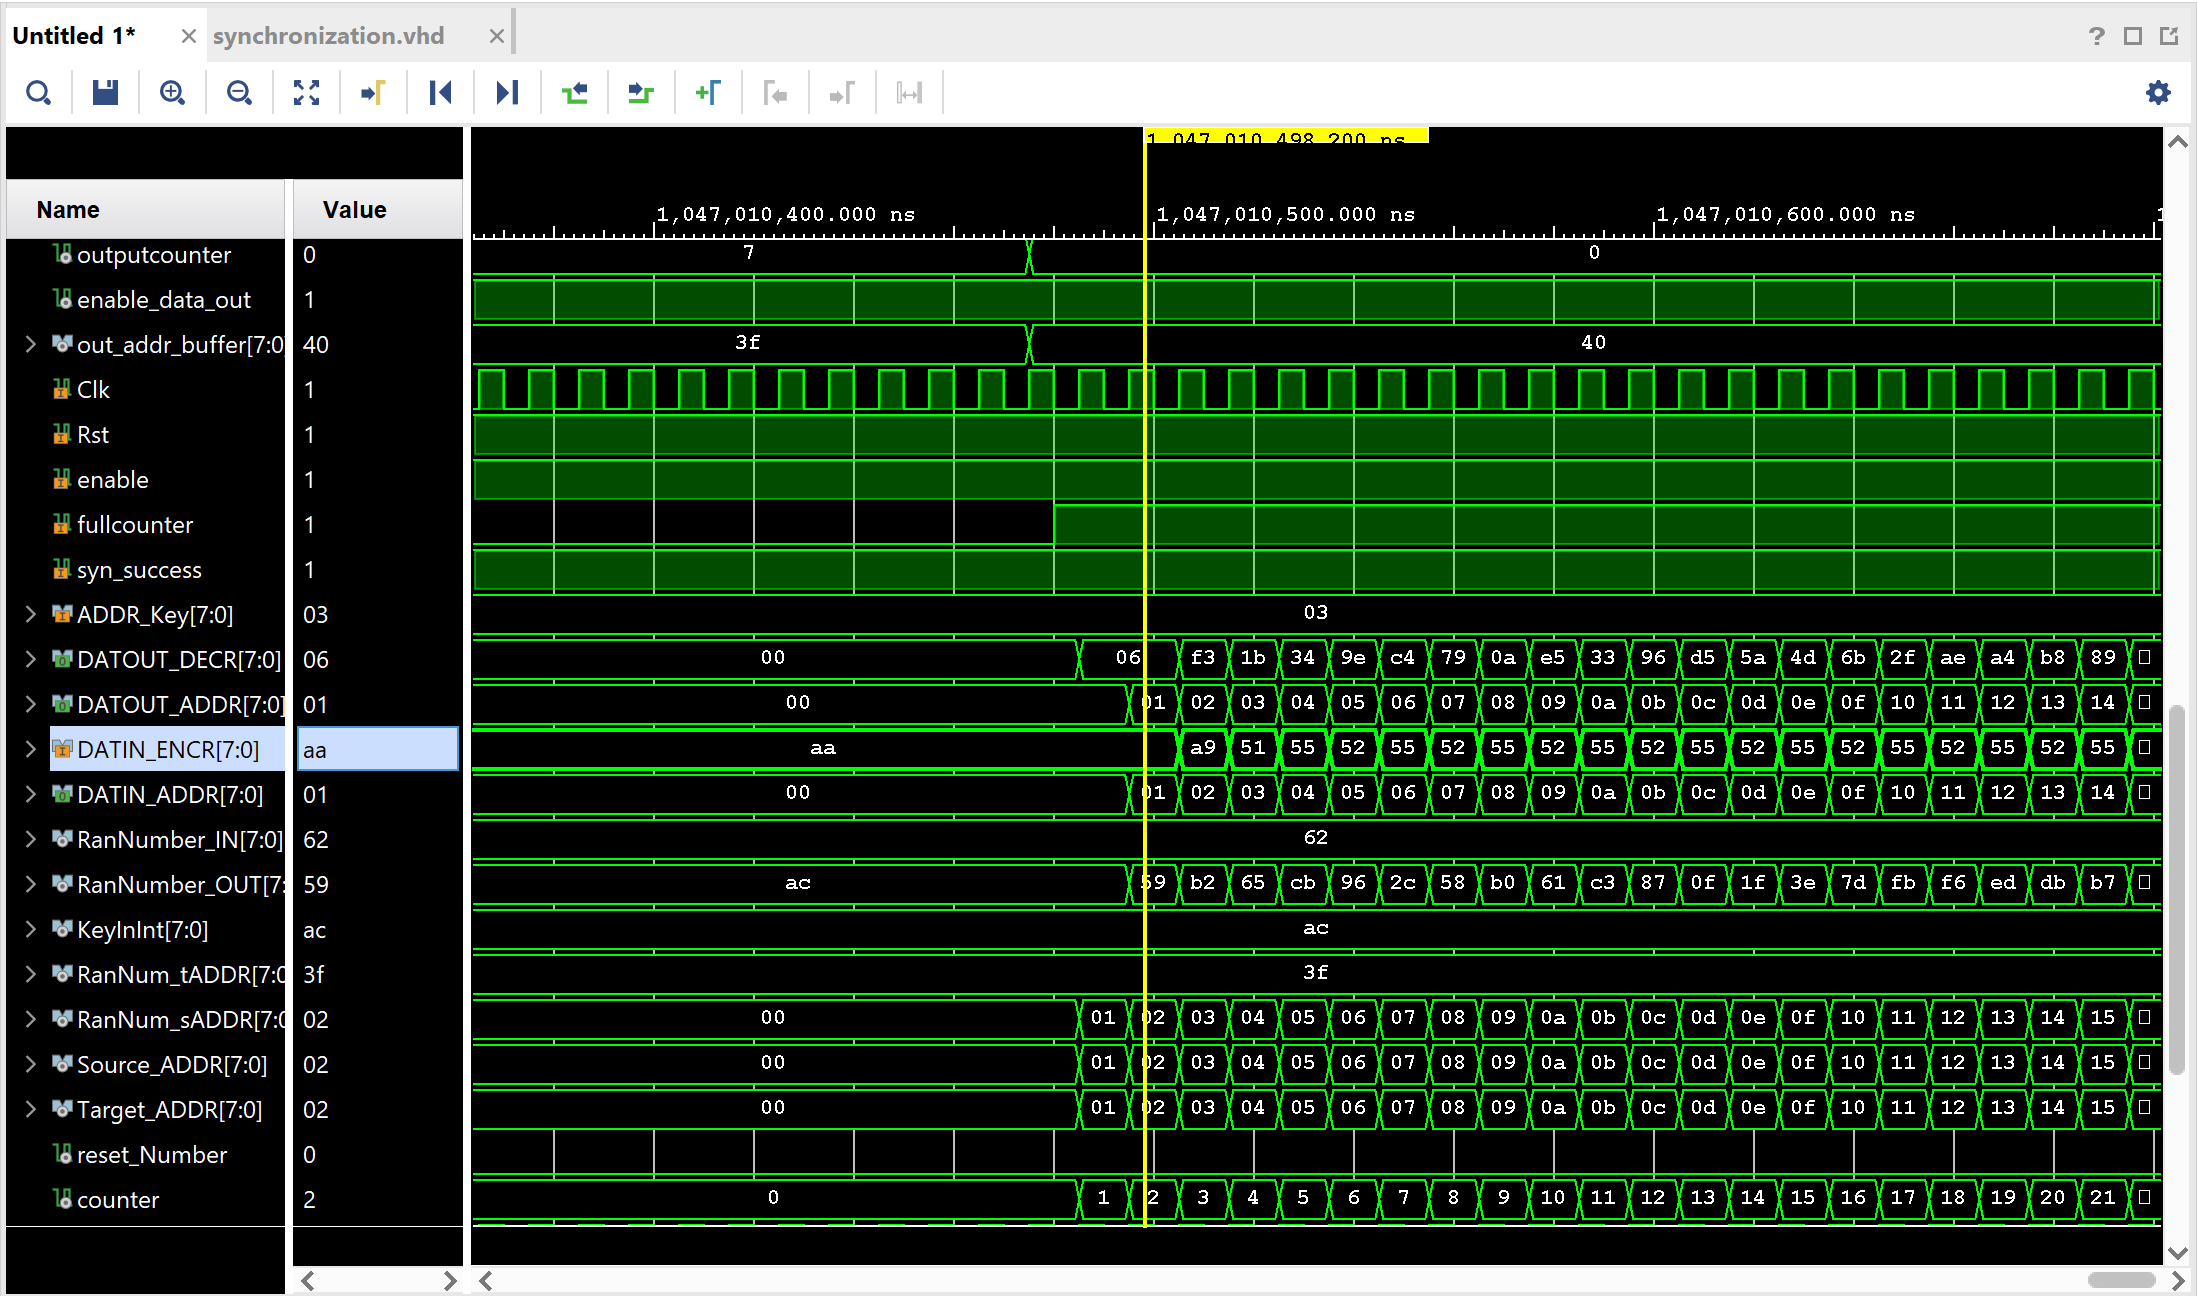 Untitled 1* synchronization.vhd
1,047,010,498.200 ns
Name Value
1,047,010,400.000 ns 1,047,010,500.000 ns 1,047,010,600.000 ns 1
outputcounter 0 7 0
enable_data_out 1
out_addr_buffer[7:0 40 3f 40
Clk 1
Rst 1
enable 1
fullcounter 1
syn_success 1
ADDR_Key[7:0] 03 03
DATOUT_DECR[7:0] 06 00 06 f3 1b 34 9e c4 79 0a e5 33 96 d5 5a 4d 6b 2f ae a4 b8 89
DATOUT_ADDR[7:0] 01 00 01 02 03 04 05 06 07 08 09 0a 0b 0c 0d 0e 0f 10 11 12 13 14
DATIN_ENCR[7:0] aa aa a9 51 55 52 55 52 55 52 55 52 55 52 55 52 55 52 55 52 55
DATIN_ADDR[7:0] 01 00 01 02 03 04 05 06 07 08 09 0a 0b 0c 0d 0e 0f 10 11 12 13 14
RanNumber_IN[7:0] 62 62
RanNumber_OUT[7: 59 ac 59 b2 65 cb 96 2c 58 b0 61 c3 87 0f 1f 3e 7d fb f6 ed db b7
KeyInInt[7:0] ac ac
RanNum_tADDR[7:0 3f 3f
RanNum_sADDR[7:0 02 00 01 02 03 04 05 06 07 08 09 0a 0b 0c 0d 0e 0f 10 11 12 13 14 15
Source_ADDR[7:0] 02 00 01 02 03 04 05 06 07 08 09 0a 0b 0c 0d 0e 0f 10 11 12 13 14 15
Target_ADDR[7:0] 02 00 01 02 03 04 05 06 07 08 09 0a 0b 0c 0d 0e 0f 10 11 12 13 14 15
reset_Number 0
counter 2 0 1 2 3 4 5 6 7 8 9 10 11 12 13 14 15 16 17 18 19 20 21